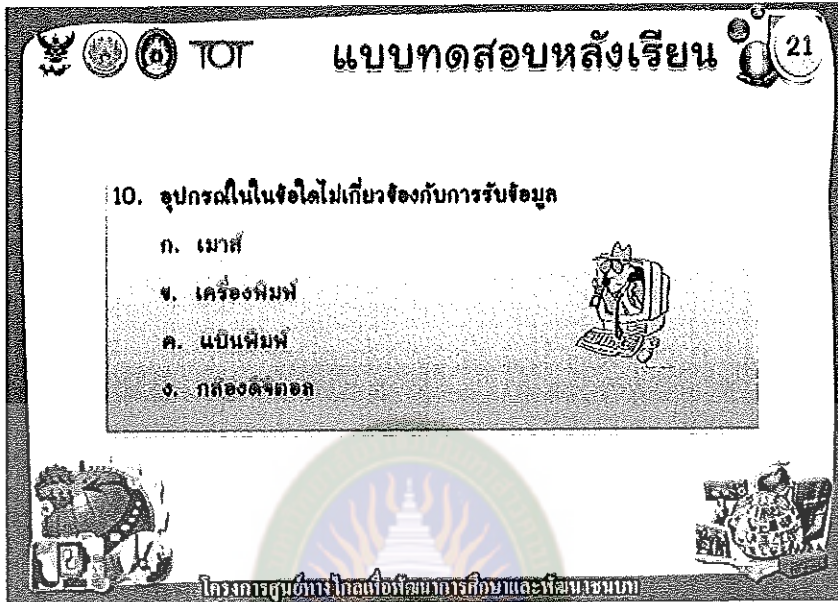 TOT
แบบทดสอบหลังเรียน
21
10. อุปกรณ์ในในข้อใดไม่เกี่ยวข้องกับการรับข้อมูล
ก. เมาส์
ข. เครื่องพิมพ์
ค. แป้นพิมพ์
ง. กล้องดิจิตอล
โครงการศูนย์ทางไกลเพื่อพัฒนาการศึกษาและพัฒนาชนบท